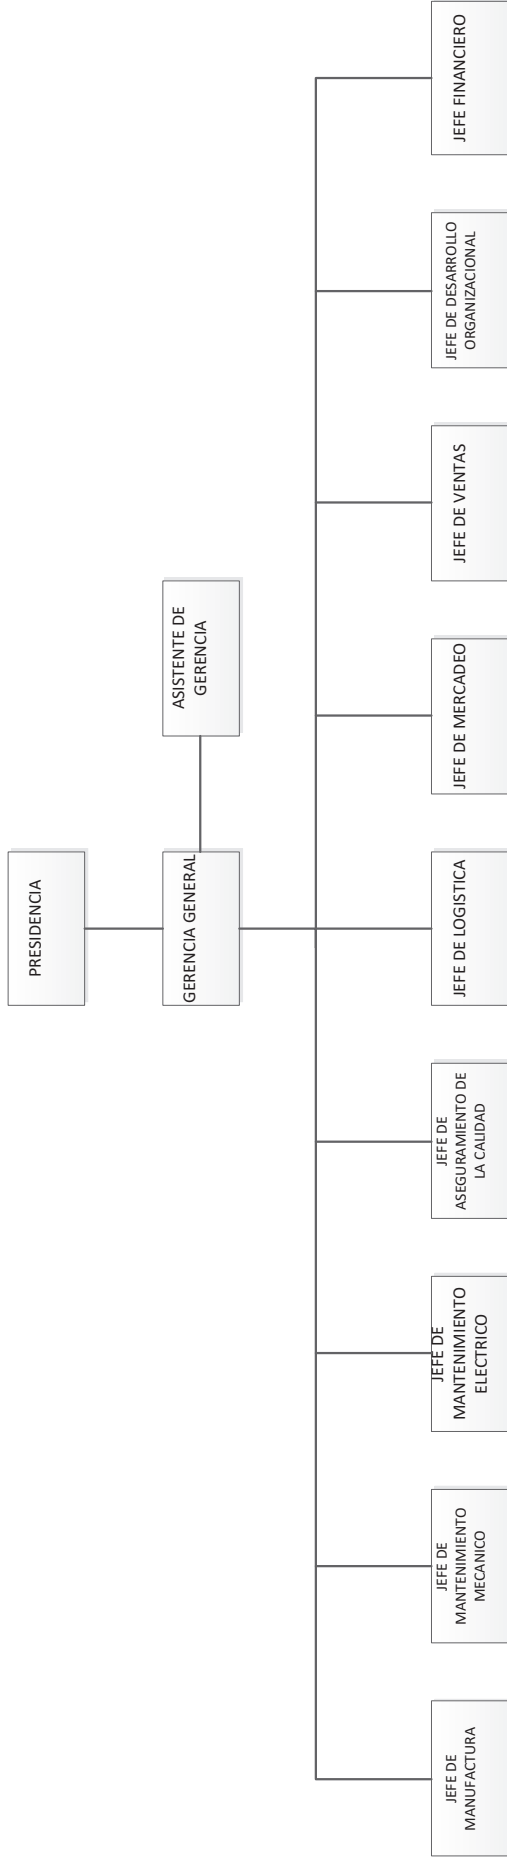 PRESIDENCIA
GERENCIA GENERAL
ASISTENTE DE
GERENCIA
JEFE DE
MANUFACTURA
JEFE DE
MANTENIMIENTO
MECANICO
JEFE DE
MANTENIMIENTO
ELECTRICO
JEFE DE
ASEGURAMIENTO DE
LA CALIDAD
JEFE DE LOGISTICA
JEFE DE MERCADEO
JEFE DE VENTAS
JEFE DE DESARROLLO
ORGANIZACIONAL
JEFE FINANCIERO